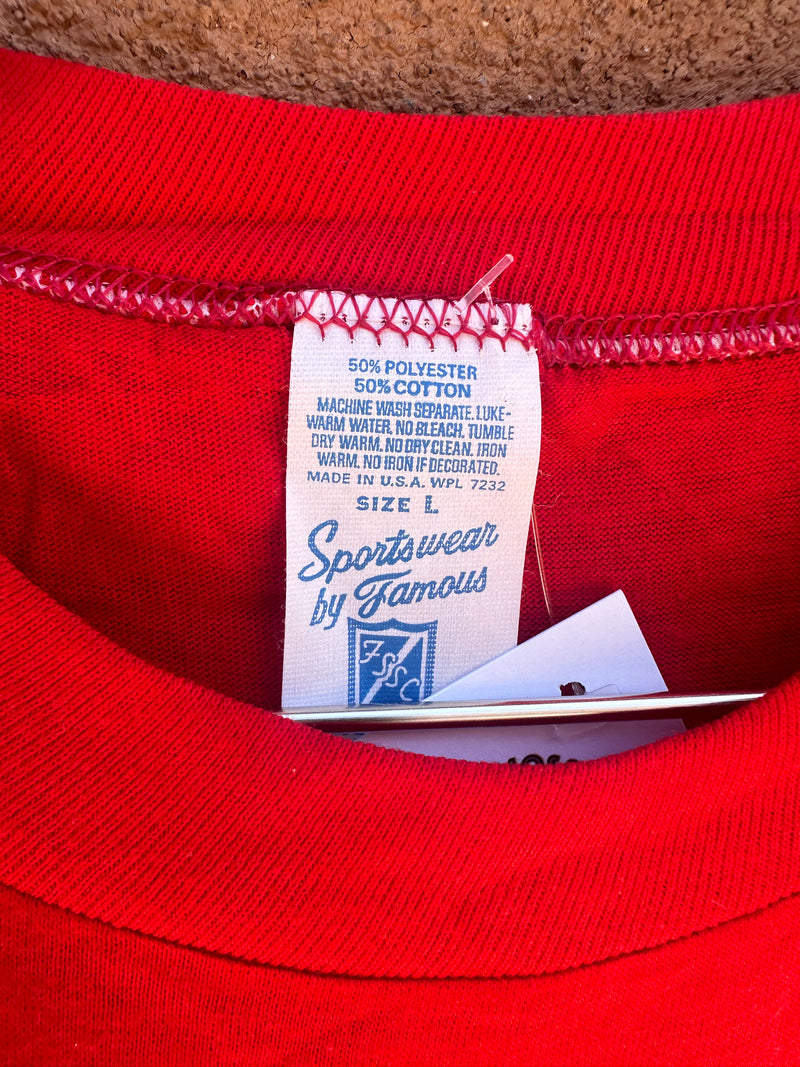 50% POLYESTER
50% COTTON
MACHINE WASH SEPARATE. LUKE-
WARM WATER. NO BLEACH. TUMBLE
DRY WARM. NO DRY CLEAN. IRON
WARM. NO IRON IF DECORATED.
MADE IN U.S.A. WPL 7232
SIZE L
Sportswear
by Famous
FSSC